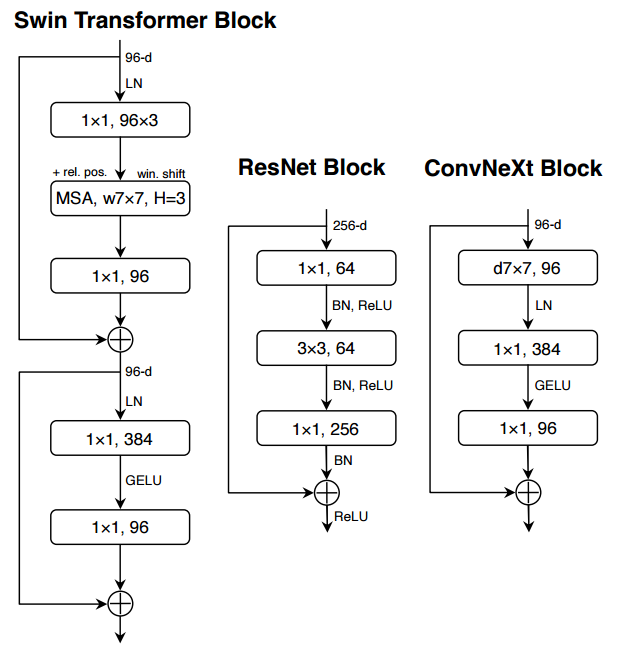 Swin Transformer Block
96-d
LN
1×1, 96×3
+ rel. pos.
win. shift
MSA, w7×7, H=3
1×1, 96
96-d
LN
1×1, 384
GELU
1×1, 96
ResNet Block
256-d
1×1, 64
BN, ReLU
3×3, 64
BN, ReLU
1×1, 256
BN
ReLU
ConvNeXt Block
96-d
d7×7, 96
LN
1×1, 384
GELU
1×1, 96